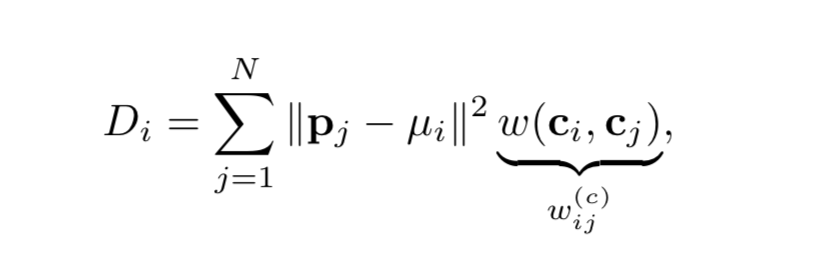 $$D_i = \sum_{j=1}^{N} \|\mathbf{p}_j - \mu_i\|^2 \underbrace{w(\mathbf{c}_i, \mathbf{c}_j)}_{w_{ij}^{(c)}},$$